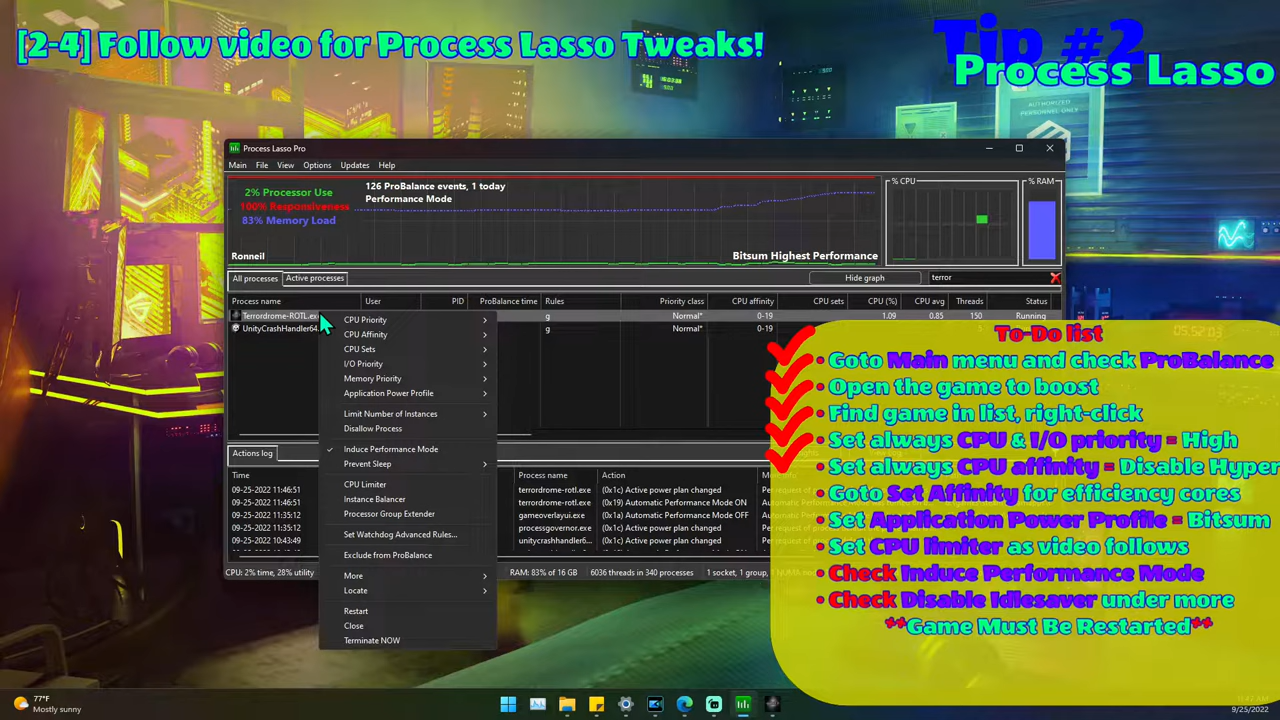 [2-4] Follow video for Process Lasso Tweaks!
Tip #2
Process Lasso
AUTHORIZED
PERSONNEL ONLY
Process Lasso Pro
Main File View Options Updates Help
2% Processor Use
100% Responsiveness
83% Memory Load
126 ProBalance events, 1 today
Performance Mode
% CPU
% RAM
Ronneil
Bitsum Highest Performance
All processes Active processes
Hide graph
terror
Process name User PID ProBalance time Rules Priority class CPU affinity CPU sets CPU (%) CPU avg Threads Status
Terrordrome-ROTL.exe g Normal* 0-19 1.09 0.85 150 Running
UnityCrashHandler64. g Normal* 0-19
CPU Priority
CPU Affinity
CPU Sets
I/O Priority
Memory Priority
Application Power Profile
Limit Number of Instances
Disallow Process
Induce Performance Mode
Prevent Sleep
CPU Limiter
Instance Balancer
Processor Group Extender
Set Watchdog Advanced Rules...
Exclude from ProBalance
More
Locate
Restart
Close
Terminate NOW
To-Do list
• Goto Main menu and check ProBalance
• Open the game to boost
• Find game in list, right-click
• Set always CPU & I/O priority = High
• Set always CPU affinity = Disable Hyper
• Goto Set Affinity for efficiency cores
• Set Application Power Profile = Bitsum
• Set CPU limiter as video follows
• Check Induce Performance Mode
• Check Disable Idlesaver under more
**Game Must Be Restarted**
Actions log
Time Process name Action
09-25-2022 11:46:51 terrordrome-rotl.exe (0x1c) Active power plan changed
09-25-2022 11:46:51 terrordrome-rotl.exe (0x19) Automatic Performance Mode ON
09-25-2022 11:35:12 gameoverlayui.exe (0x1a) Automatic Performance Mode OFF
09-25-2022 11:35:12 processgovernor.exe (0x1c) Active power plan changed
09-25-2022 10:43:49 unitycrashhandler6... (0x1c) Active power plan changed
CPU: 2% time, 28% utility RAM: 83% of 16 GB 6036 threads in 340 processes 1 socket, 1 group,
77°F
Mostly sunny
9/25/2022